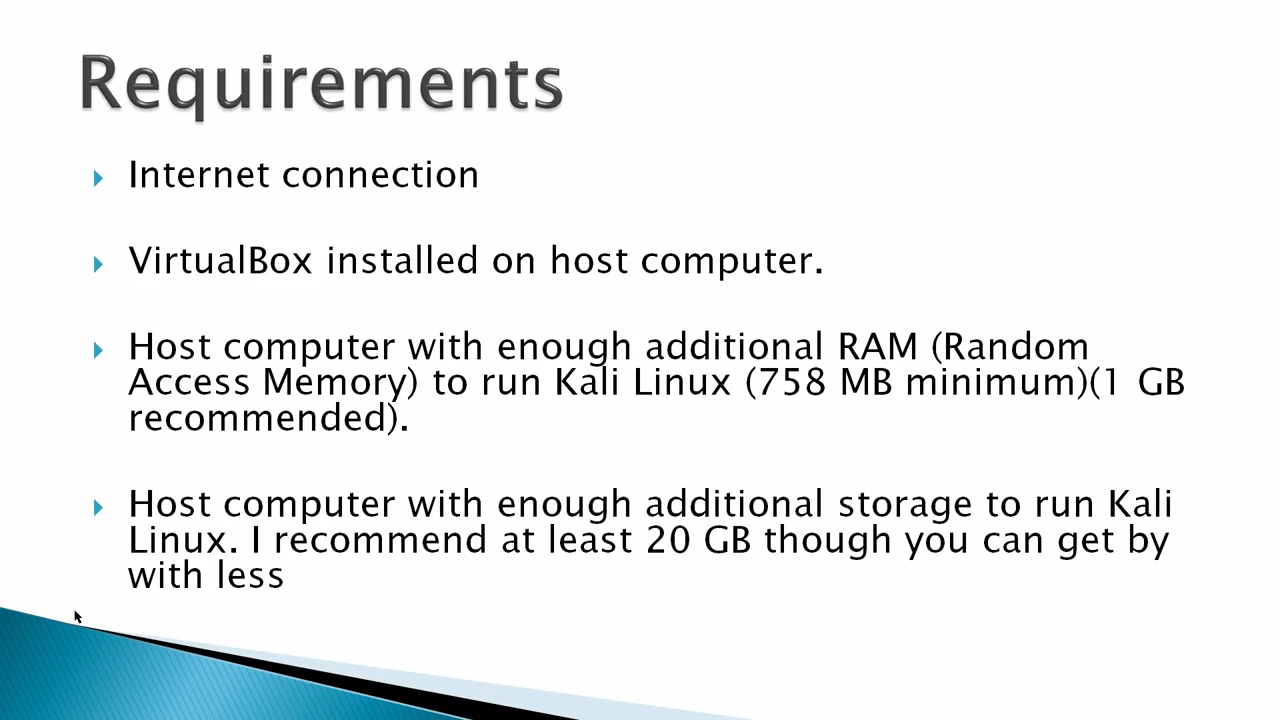 Requirements
Internet connection
VirtualBox installed on host computer.
Host computer with enough additional RAM (Random
Access Memory) to run Kali Linux (758 MB minimum)(1 GB
recommended).
Host computer with enough additional storage to run Kali
Linux. I recommend at least 20 GB though you can get by
with less